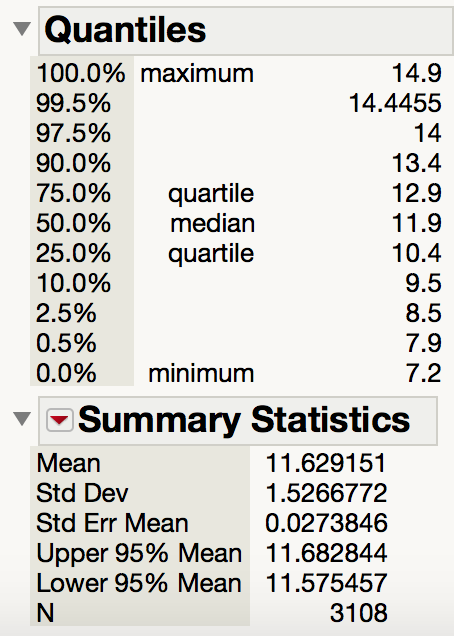 Quantiles
100.0% maximum 14.9
99.5% 14.4455
97.5% 14
90.0% 13.4
75.0% quartile 12.9
50.0% median 11.9
25.0% quartile 10.4
10.0% 9.5
2.5% 8.5
0.5% 7.9
0.0% minimum 7.2
Summary Statistics
Mean 11.629151
Std Dev 1.5266772
Std Err Mean 0.0273846
Upper 95% Mean 11.682844
Lower 95% Mean 11.575457
N 3108